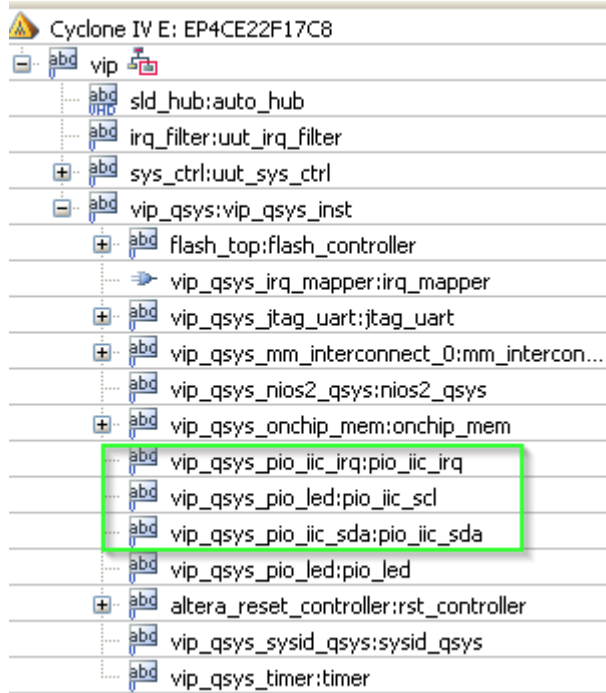 Cyclone IV E: EP4CE22F17C8
vip
sld_hub:auto_hub
irq_filter:uut_irq_filter
sys_ctrl:uut_sys_ctrl
vip_qsys:vip_qsys_inst
flash_top:flash_controller
vip_qsys_irq_mapper:irq_mapper
vip_qsys_jtag_uart:jtag_uart
vip_qsys_mm_interconnect_0:mm_intercon...
vip_qsys_nios2_qsys:nios2_qsys
vip_qsys_onchip_mem:onchip_mem
vip_qsys_pio_iic_irq:pio_iic_irq
vip_qsys_pio_led:pio_iic_scl
vip_qsys_pio_iic_sda:pio_iic_sda
vip_qsys_pio_led:pio_led
altera_reset_controller:rst_controller
vip_qsys_sysid_qsys:sysid_qsys
vip_qsys_timer:timer